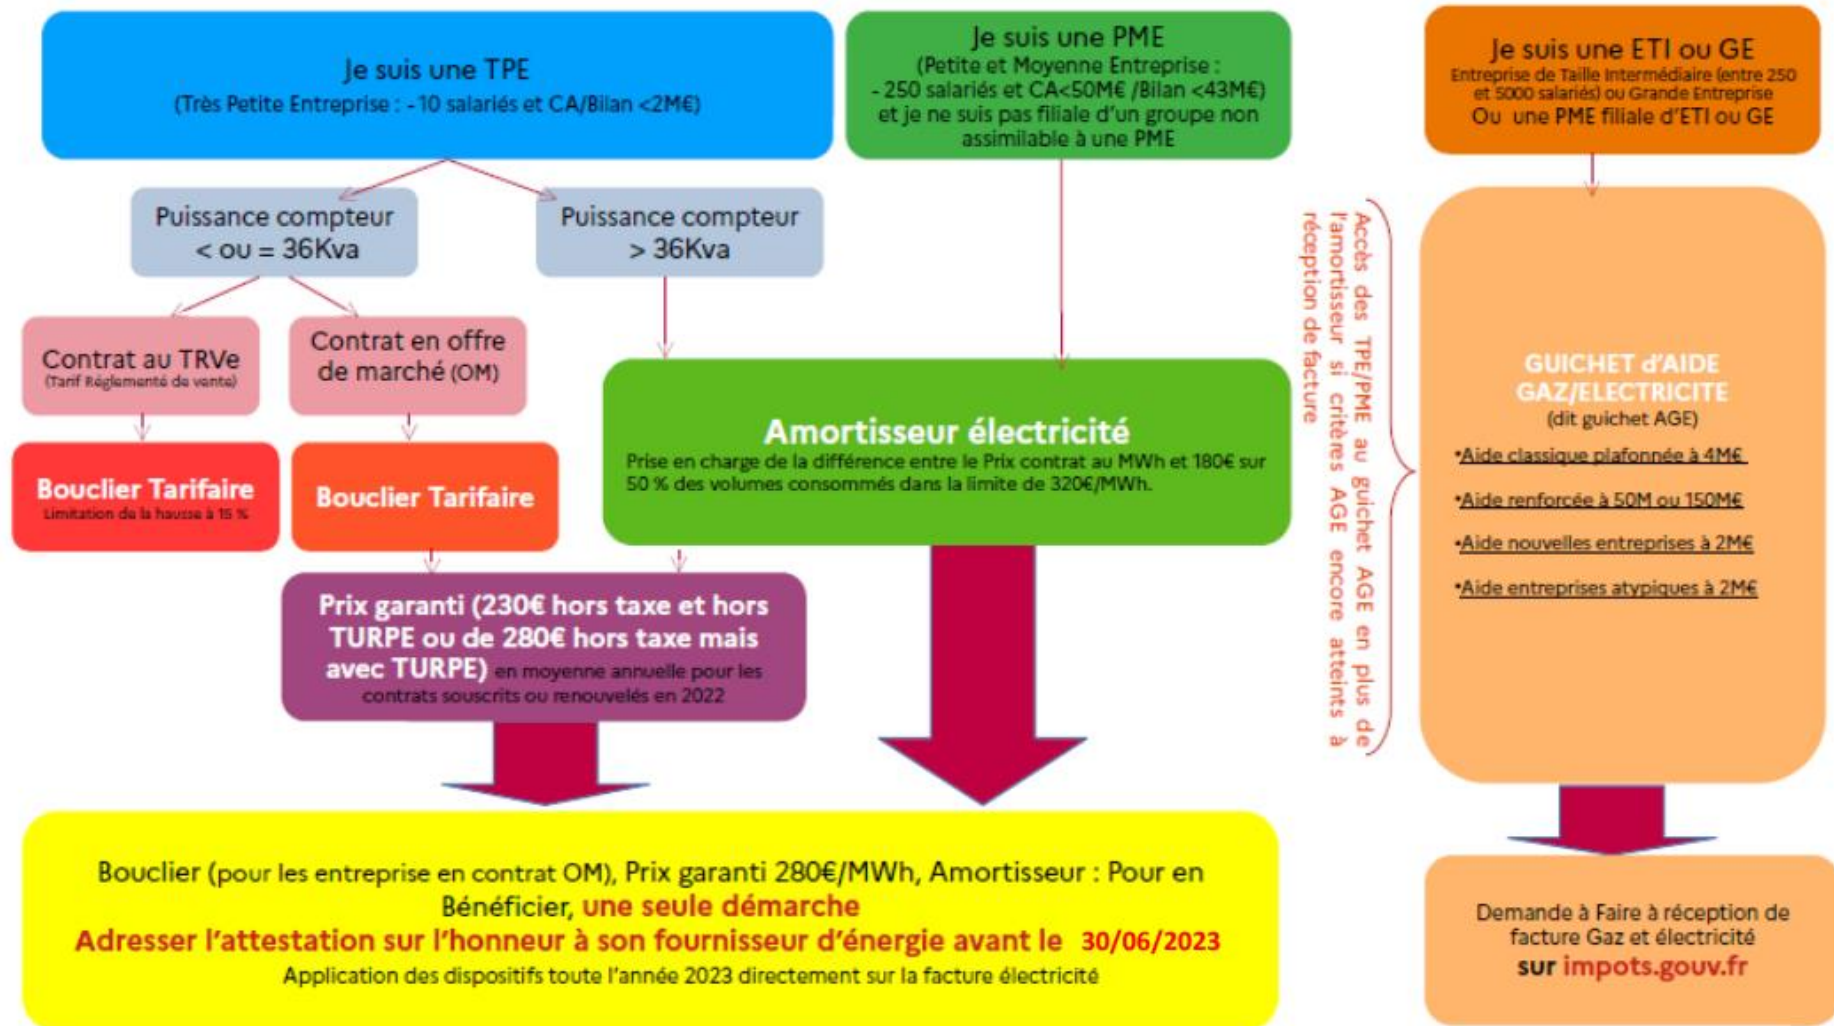 Je suis une TPE
(Très Petite Entreprise : -10 salariés et CA/Bilan <2M€)
Je suis une PME
(Petite et Moyenne Entreprise :
- 250 salariés et CA<50M€ /Bilan <43M€)
et je ne suis pas filiale d'un groupe non
assimilable à une PME
Je suis une ETI ou GE
Entreprise de Taille Intermédiaire (entre 250
et 5000 salariés) ou Grande Entreprise
Ou une PME filiale d'ETI ou GE
Puissance compteur
< ou = 36Kva
Puissance compteur
> 36Kva
Contrat au TRVe
(Tarif Réglementé de vente)
Contrat en offre
de marché (OM)
Bouclier Tarifaire
Limitation de la hausse à 15 %
Bouclier Tarifaire
Amortisseur électricité
Prise en charge de la différence entre le Prix contrat au MWh et 180€ sur
50 % des volumes consommés dans la limite de 320€/MWh.
Prix garanti (230€ hors taxe et hors
TURPE ou de 280€ hors taxe mais
avec TURPE) en moyenne annuelle pour les
contrats souscrits ou renouvelés en 2022
Accès des TPE/PME au guichet AGE en plus de
l'amortisseur si critères AGE encore atteints à
réception de facture
GUICHET d'AIDE
GAZ/ELECTRICITE
(dit guichet AGE)
•Aide classique plafonnée à 4M€
•Aide renforcée à 50M ou 150M€
•Aide nouvelles entreprises à 2M€
•Aide entreprises atypiques à 2M€
Bouclier (pour les entreprise en contrat OM), Prix garanti 280€/MWh, Amortisseur : Pour en
Bénéficier, une seule démarche
Adresser l'attestation sur l'honneur à son fournisseur d'énergie avant le 30/06/2023
Application des dispositifs toute l'année 2023 directement sur la facture électricité
Demande à Faire à réception de
facture Gaz et électricité
sur impots.gouv.fr